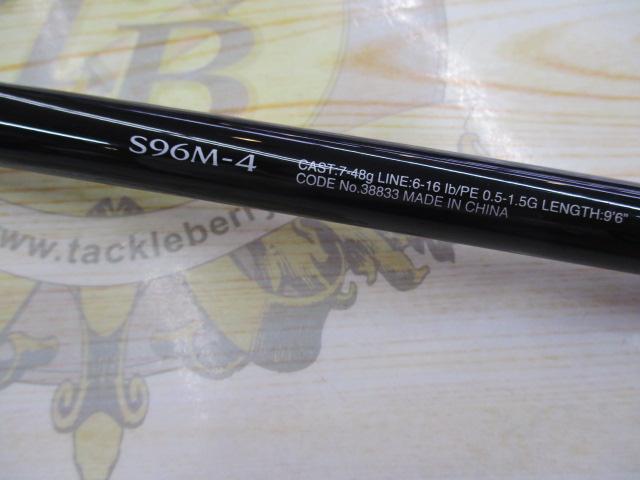 LB
S96M-4
CAST:7-48g LINE:6-16 lb/PE 0.5-1.5G LENGTH:9'6"
CODE No.38833 MADE IN CHINA
www.tackleberry